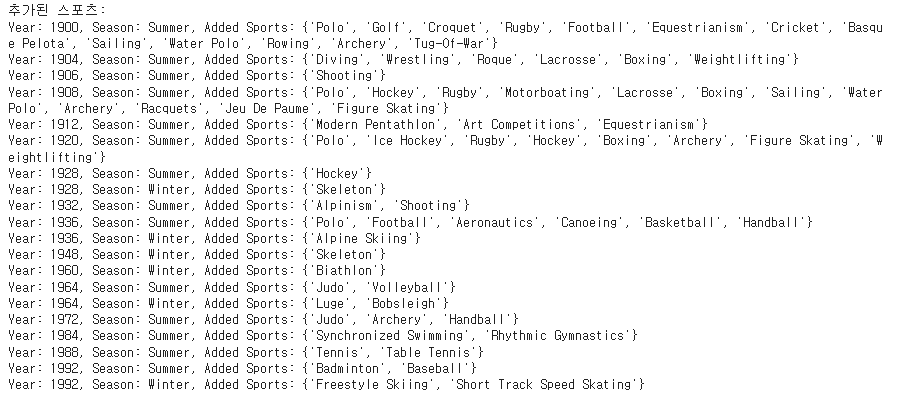 추가된 스포츠:
Year: 1900, Season: Summer, Added Sports: {'Polo', 'Golf', 'Croquet', 'Rugby', 'Football', 'Equestrianism', 'Cricket', 'Basqu
e Pelota', 'Sailing', 'Water Polo', 'Rowing', 'Archery', 'Tug-Of-War'}
Year: 1904, Season: Summer, Added Sports: {'Diving', 'Wrestling', 'Roque', 'Lacrosse', 'Boxing', 'Weightlifting'}
Year: 1906, Season: Summer, Added Sports: {'Shooting'}
Year: 1908, Season: Summer, Added Sports: {'Polo', 'Hockey', 'Rugby', 'Motorboating', 'Lacrosse', 'Boxing', 'Sailing', 'Water
Polo', 'Archery', 'Racquets', 'Jeu De Paume', 'Figure Skating'}
Year: 1912, Season: Summer, Added Sports: {'Modern Pentathlon', 'Art Competitions', 'Equestrianism'}
Year: 1920, Season: Summer, Added Sports: {'Polo', 'Ice Hockey', 'Rugby', 'Hockey', 'Boxing', 'Archery', 'Figure Skating', 'W
eightlifting'}
Year: 1928, Season: Summer, Added Sports: {'Hockey'}
Year: 1928, Season: Winter, Added Sports: {'Skeleton'}
Year: 1932, Season: Summer, Added Sports: {'Alpinism', 'Shooting'}
Year: 1936, Season: Summer, Added Sports: {'Polo', 'Football', 'Aeronautics', 'Canoeing', 'Basketball', 'Handball'}
Year: 1936, Season: Winter, Added Sports: {'Alpine Skiing'}
Year: 1948, Season: Winter, Added Sports: {'Skeleton'}
Year: 1960, Season: Winter, Added Sports: {'Biathlon'}
Year: 1964, Season: Summer, Added Sports: {'Judo', 'Volleyball'}
Year: 1964, Season: Winter, Added Sports: {'Luge', 'Bobsleigh'}
Year: 1972, Season: Summer, Added Sports: {'Judo', 'Archery', 'Handball'}
Year: 1984, Season: Summer, Added Sports: {'Synchronized Swimming', 'Rhythmic Gymnastics'}
Year: 1988, Season: Summer, Added Sports: {'Tennis', 'Table Tennis'}
Year: 1992, Season: Summer, Added Sports: {'Badminton', 'Baseball'}
Year: 1992, Season: Winter, Added Sports: {'Freestyle Skiing', 'Short Track Speed Skating'}